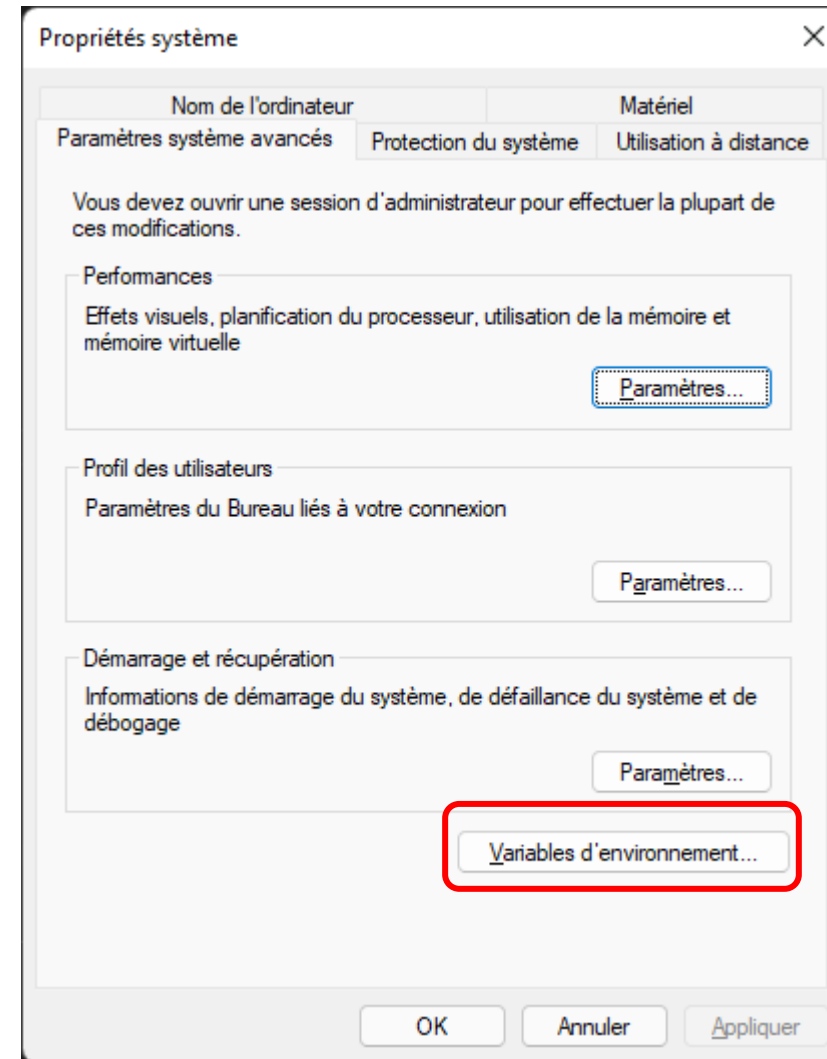 Propriétés système
Nom de l'ordinateur Matériel
Paramètres système avancés Protection du système Utilisation à distance
Vous devez ouvrir une session d'administrateur pour effectuer la plupart de
ces modifications.
Performances
Effets visuels, planification du processeur, utilisation de la mémoire et
mémoire virtuelle
Paramètres...
Profil des utilisateurs
Paramètres du Bureau liés à votre connexion
Paramètres...
Démarrage et récupération
Informations de démarrage du système, de défaillance du système et de
débogage
Paramètres...
Variables d'environnement...
OK Annuler Appliquer